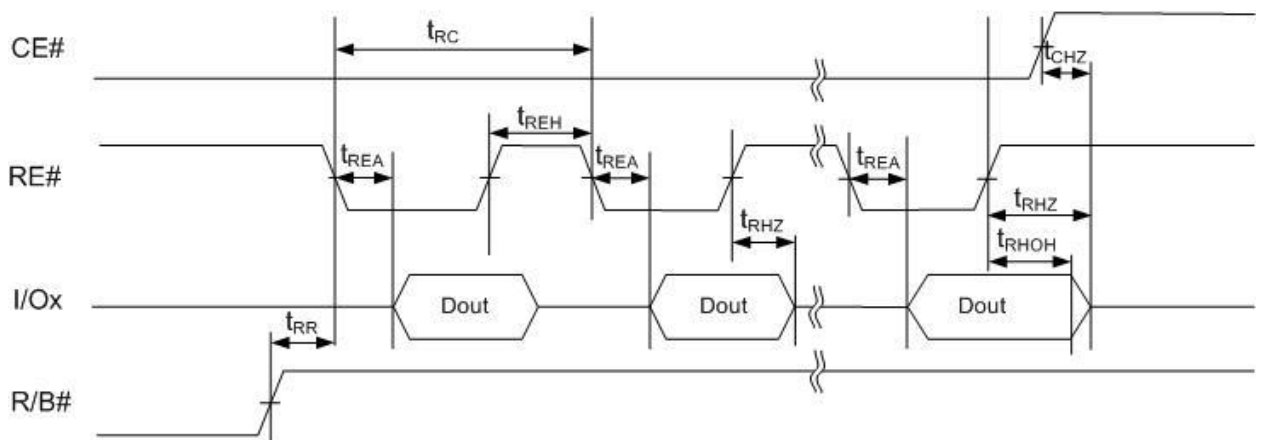 CE#
tRC
tCHZ
RE#
tREA
tREH
tREA
tREA
tRHZ
tRHZ
tRHOH
I/Ox
Dout
Dout
Dout
tRR
R/B#